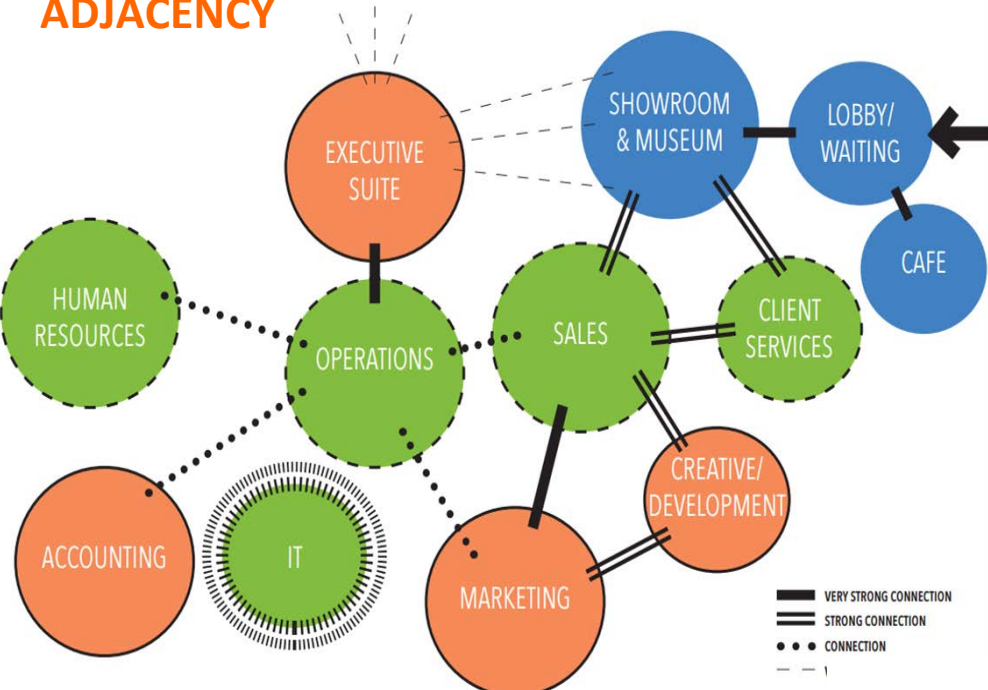 ADJACENCY
EXECUTIVE
SUITE
SHOWROOM
& MUSEUM
LOBBY/
WAITING
CAFE
HUMAN
RESOURCES
OPERATIONS
SALES
CLIENT
SERVICES
CREATIVE/
DEVELOPMENT
ACCOUNTING
IT
MARKETING
VERY STRONG CONNECTION
STRONG CONNECTION
CONNECTION